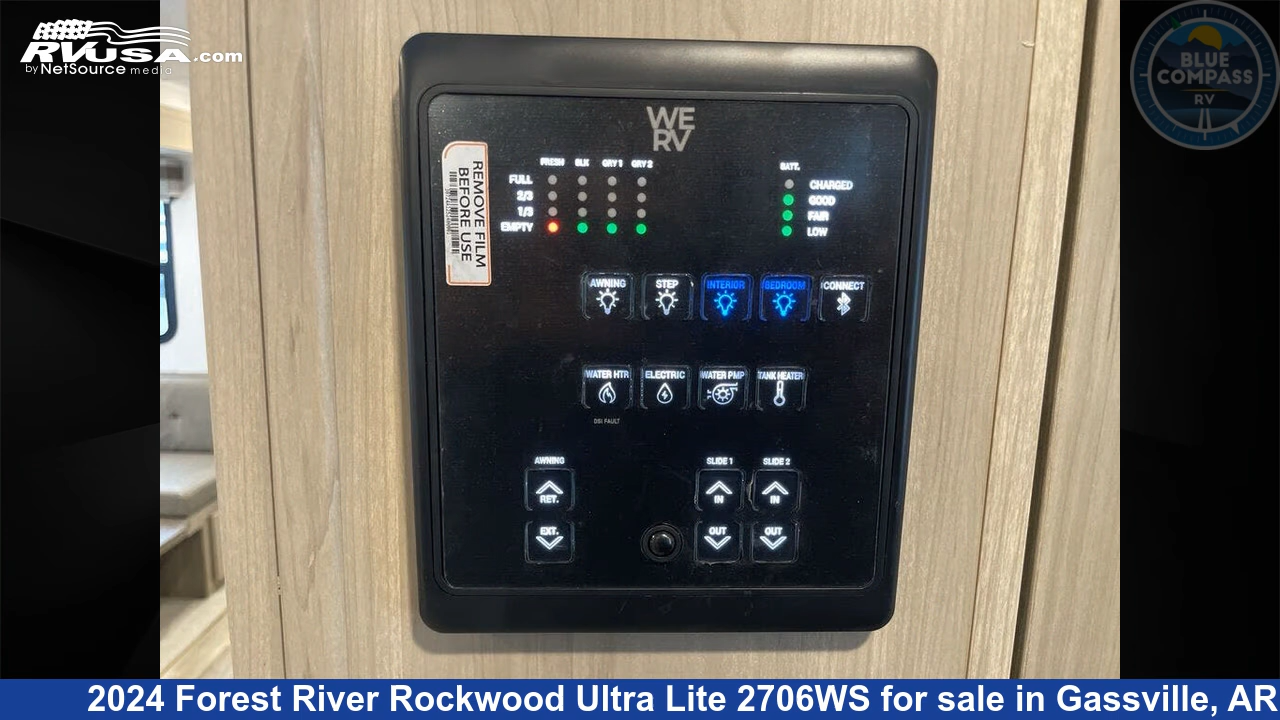 RVUSA.com
by NetSource media
BLUE
COMPASS
RV
WE
RV
REMOVE FILM
BEFORE USE
FRESH BLK GRY 1 GRY 2
BATT.
FULL
2/3
1/3
EMPTY
CHARGED
GOOD
FAIR
LOW
AWNING STEP INTERIOR BEDROOM CONNECT
WATER HTR ELECTRIC WATER PMP TANK HEATER
DSI FAULT
AWNING SLIDE 1 SLIDE 2
RET. IN IN
EXT. OUT OUT
2024 Forest River Rockwood Ultra Lite 2706WS for sale in Gassville, AR